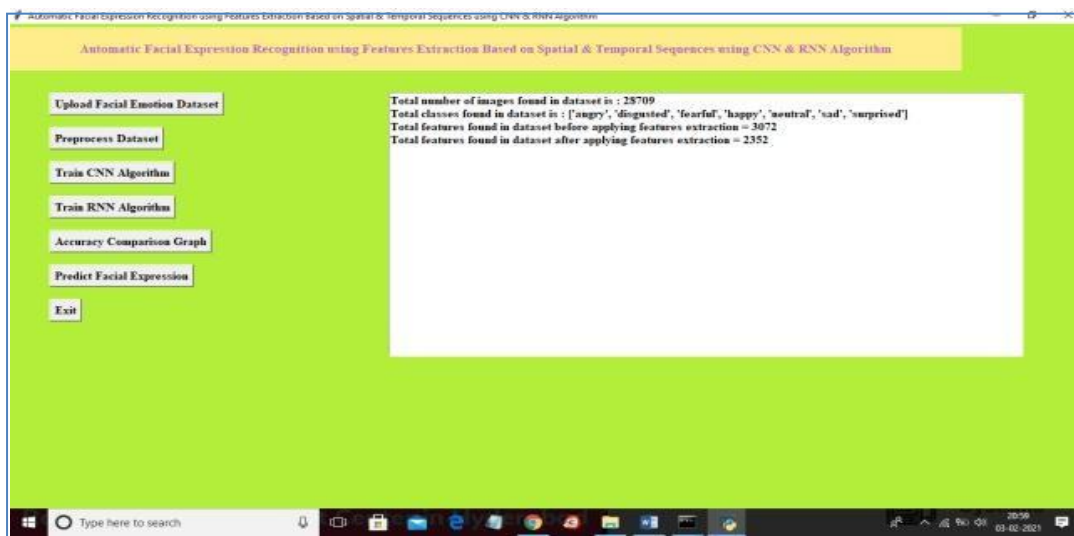 Automatic Facial Expression Recognition using Features Extraction Based on Spatial & Temporal Sequences using CNN & RNN Algorithm
Automatic Facial Expression Recognition using Features Extraction Based on Spatial & Temporal Sequences using CNN & RNN Algorithm
Upload Facial Emotion Dataset
Preprocess Dataset
Train CNN Algorithm
Train RNN Algorithm
Accuracy Comparison Graph
Predict Facial Expression
Exit
Total number of images found in dataset is : 28709
Total classes found in dataset is : ['angry', 'disgusted', 'fearful', 'happy', 'neutral', 'sad', 'surprised']
Total features found in dataset before applying features extraction = 3072
Total features found in dataset after applying features extraction = 2352
Type here to search
20:59
03-02-2021